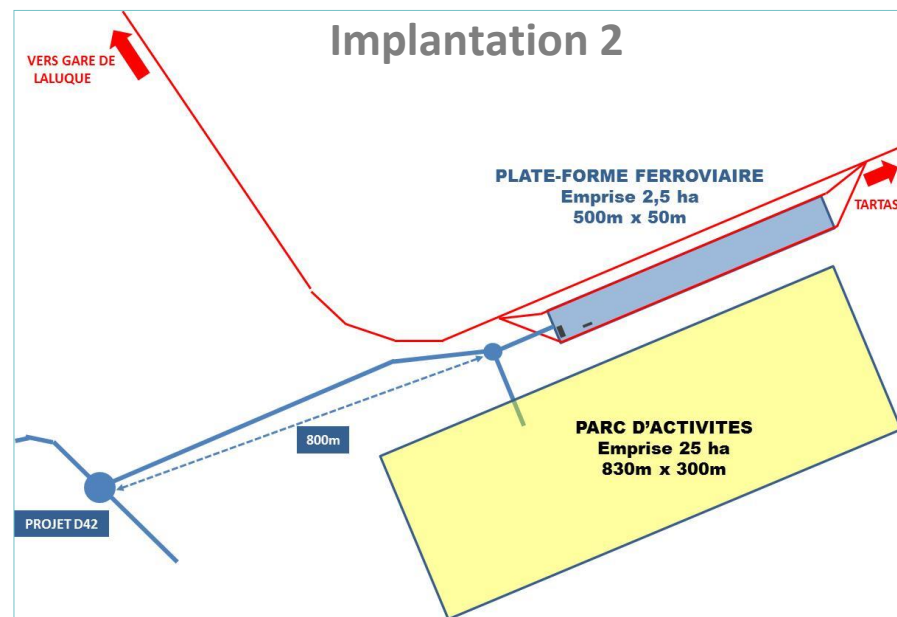 Implantation 2
VERS GARE DE
LALUQUE
PLATE-FORME FERROVIAIRE
Emprise 2,5 ha
500m x 50m
TARTAS
PARC D'ACTIVITES
Emprise 25 ha
830m x 300m
800m
PROJET D42